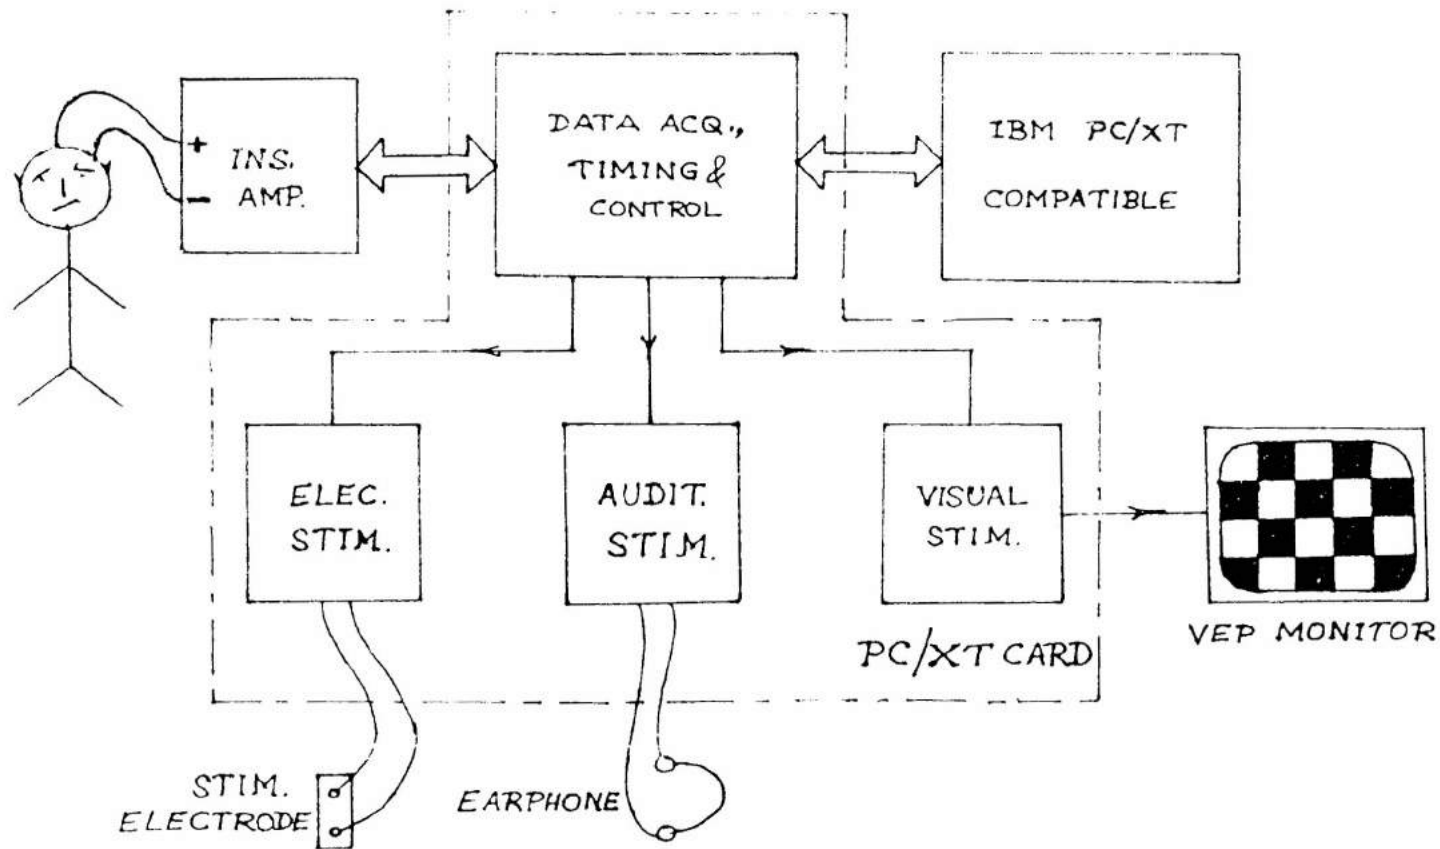 +
INS.
AMP.
−
DATA ACQ.,
TIMING &
CONTROL
IBM PC/XT
COMPATIBLE
ELEC.
STIM.
AUDIT.
STIM.
VISUAL
STIM.
PC/XT CARD
VEP MONITOR
STIM.
ELECTRODE
EARPHONE